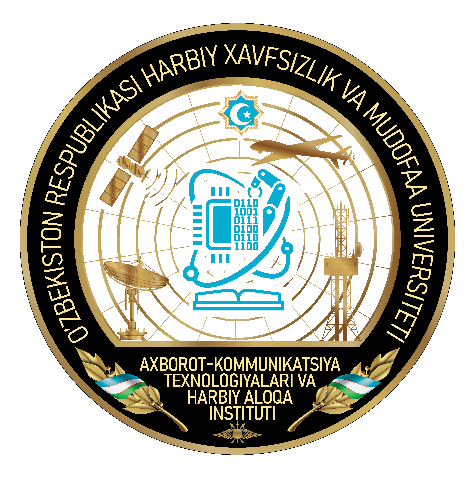 OʻZBEKISTON RESPUBLIKASI HARBIY XAVFSIZLIK VA MUDOFAA UNIVERSITETI
0110
1001
0111
0100
0110
1100
AXBOROT-KOMMUNIKATSIYA
TEXNOLOGIYALARI VA
HARBIY ALOQA
INSTITUTI